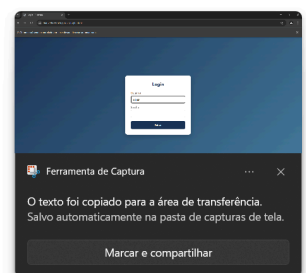 Login
Ferramenta de Captura
O texto foi copiado para a área de transferência.
Salvo automaticamente na pasta de capturas de tela.
Marcar e compartilhar